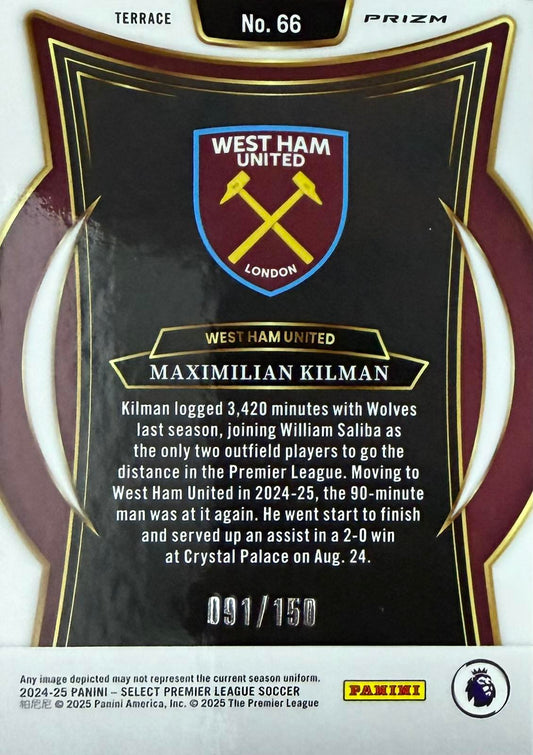 TERRACE
No. 66
PRIZM
WEST HAM
UNITED
LONDON
WEST HAM UNITED
MAXIMILIAN KILMAN
Kilman logged 3,420 minutes with Wolves
last season, joining William Saliba as
the only two outfield players to go the
distance in the Premier League. Moving to
West Ham United in 2024-25, the 90-minute
man was at it again. He went start to finish
and served up an assist in a 2-0 win
at Crystal Palace on Aug. 24.
091/150
Any image depicted may not represent the current season uniform.
2024-25 PANINI – SELECT PREMIER LEAGUE SOCCER
帕尼尼 © 2025 Panini America, Inc. © 2025 The Premier League
PANINI